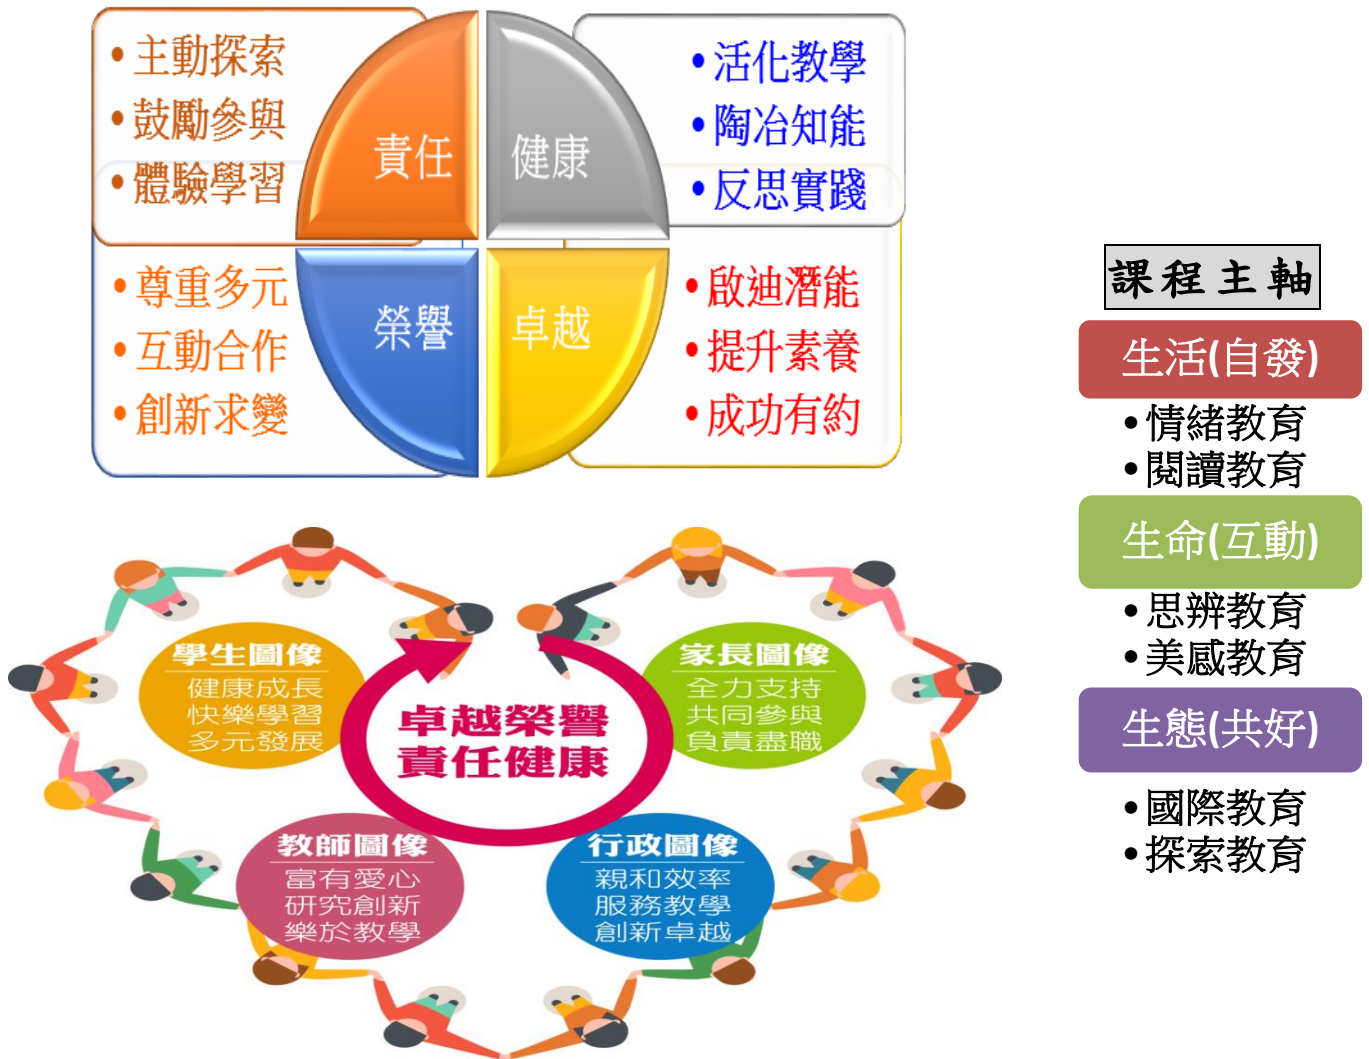 • 主動探索
• 鼓勵參與
• 體驗學習
責任
健康
• 活化教學
• 陶冶知能
• 反思實踐
• 尊重多元
• 互動合作
• 創新求變
榮譽
卓越
• 啟迪潛能
• 提升素養
• 成功有約
學生圖像
健康成長
快樂學習
多元發展
卓越榮譽
責任健康
家長圖像
全力支持
共同參與
負責盡職
教師圖像
富有愛心
研究創新
樂於教學
行政圖像
親和效率
服務教學
創新卓越
課程主軸
生活(自發)
• 情緒教育
• 閱讀教育
生命(互動)
• 思辨教育
• 美感教育
生態(共好)
• 國際教育
• 探索教育